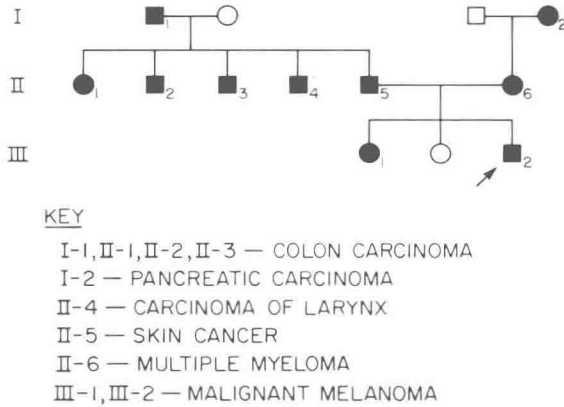 I
1
2
II
1
2
3
4
5
6
III
1
2
KEY
I-1, II-1, II-2, II-3 — COLON CARCINOMA
I-2 — PANCREATIC CARCINOMA
II-4 — CARCINOMA OF LARYNX
II-5 — SKIN CANCER
II-6 — MULTIPLE MYELOMA
III-1, III-2 — MALIGNANT MELANOMA